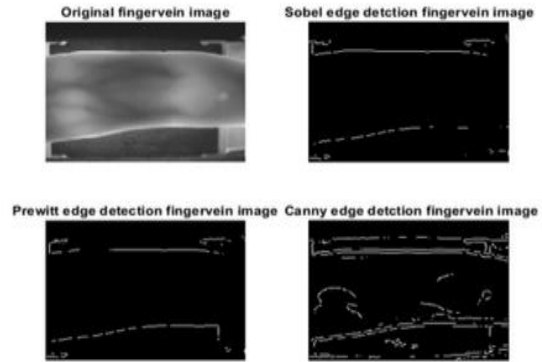 Original fingervein image
Sobel edge detction fingervein image
Prewitt edge detection fingervein image
Canny edge detction fingervein image